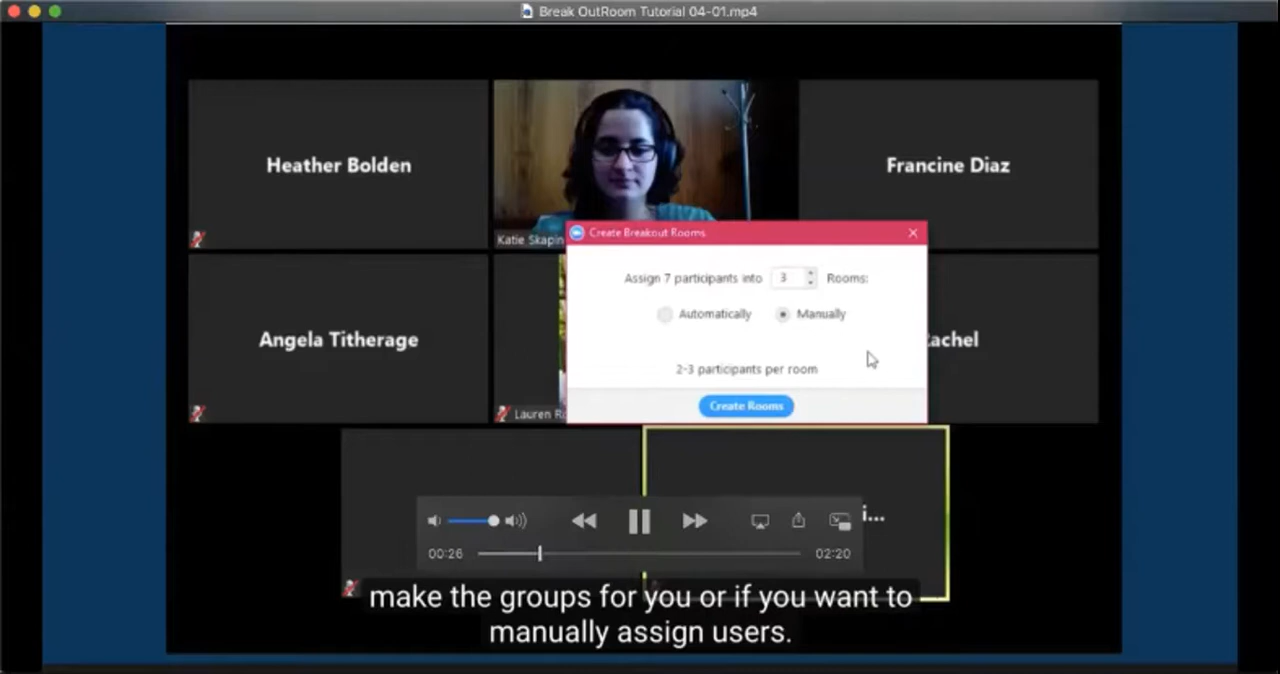 Break OutRoom Tutorial 04-01.mp4
Heather Bolden
Francine Diaz
Katie Skapin
Create Breakout Rooms
Assign 7 participants into 3 Rooms:
Automatically Manually
Angela Titherage
2-3 participants per room
Lauren
Create Rooms
i...
00:26 02:20
make the groups for you or if you want to
manually assign users.